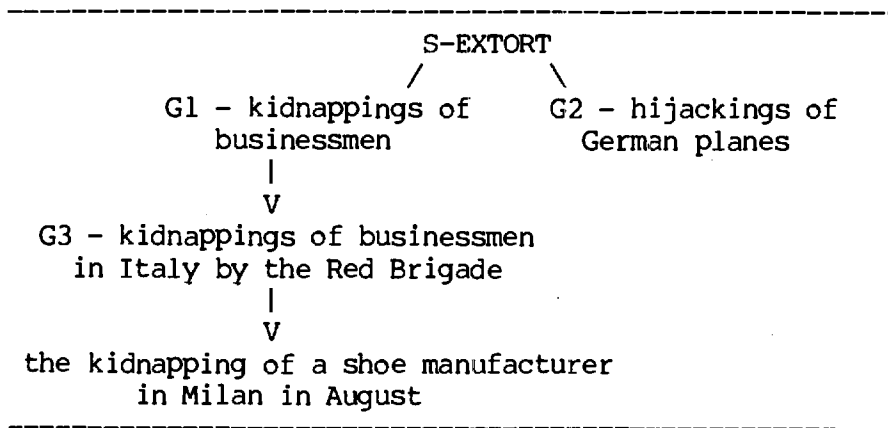 S-EXTORT
/ \
G1 - kidnappings of G2 - hijackings of
businessmen German planes
|
V
G3 - kidnappings of businessmen
in Italy by the Red Brigade
|
V
the kidnapping of a shoe manufacturer
in Milan in August